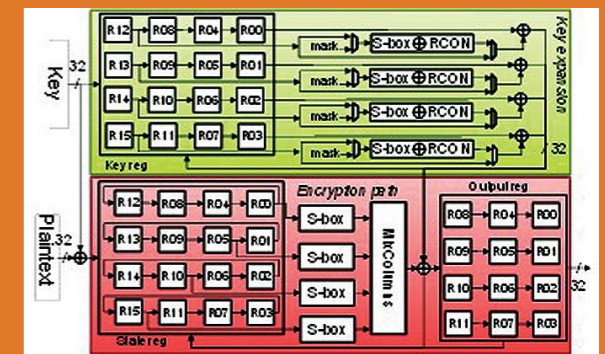 Key
32
R12 R08 R04 R00
mask S-box ⊕ RCON
R13 R09 R05 R01
mask S-box ⊕ RCON
R14 R10 R06 R02
mask S-box ⊕ RCON
R15 R11 R07 R03
mask S-box ⊕ RCON
Key reg
Key expansion
32
Plaintext
32
Encryption path
Output reg
R12 R08 R04 R00
S-box
R13 R09 R05 R01
S-box
R14 R10 R06 R02
S-box
R15 R11 R07 R03
S-box
State reg
MixColumns
R08 R04 R00
R09 R05 R01
R10 R06 R02
R11 R07 R03
32